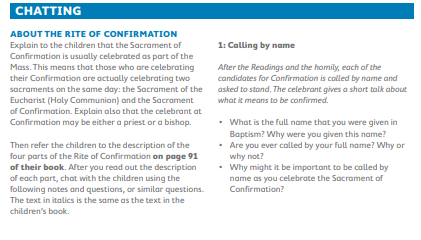 CHATTING
ABOUT THE RITE OF CONFIRMATION
Explain to the children that the Sacrament of
Confirmation is usually celebrated as part of the
Mass. This means that those who are celebrating
their Confirmation are actually celebrating two
sacraments on the same day: the Sacrament of the
Eucharist (Holy Communion) and the Sacrament
of Confirmation. Explain also that the celebrant at
Confirmation may be either a priest or a bishop.
Then refer the children to the description of the
four parts of the Rite of Confirmation on page 91
of their book. After you read out the description
of each part, chat with the children using the
following notes and questions, or similar questions.
The text in italics is the same as the text in the
children's book.
1: Calling by name
After the Readings and the homily, each of the
candidates for Confirmation is called by name and
asked to stand. The celebrant gives a short talk about
what it means to be confirmed.
• What is the full name that you were given in
Baptism? Why were you given this name?
• Are you ever called by your full name? Why or
why not?
• Why might it be important to be called by
name as you celebrate the Sacrament of
Confirmation?